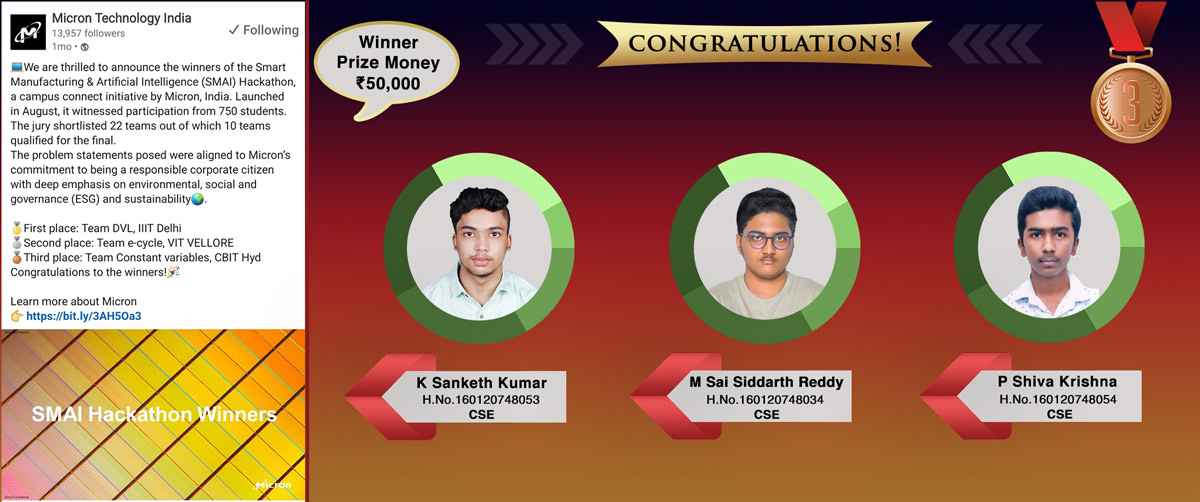 Micron Technology India
13,957 followers
1mo •
Following
We are thrilled to announce the winners of the Smart
Manufacturing & Artificial Intelligence (SMAI) Hackathon,
a campus connect initiative by Micron, India. Launched
in August, it witnessed participation from 750 students.
The jury shortlisted 22 teams out of which 10 teams
qualified for the final.
The problem statements posed were aligned to Micron's
commitment to being a responsible corporate citizen
with deep emphasis on environmental, social and
governance (ESG) and sustainability🌏.
🥇First place: Team DVL, IIIT Delhi
🥈Second place: Team e-cycle, VIT VELLORE
🥉Third place: Team Constant variables, CBIT Hyd
Congratulations to the winners!🎉
Learn more about Micron
👉 https://bit.ly/3AH5Oa3
SMAI Hackathon Winners
Micron
Winner
Prize Money
₹50,000
CONGRATULATIONS!
3
K Sanketh Kumar
H.No.160120748053
CSE
M Sai Siddarth Reddy
H.No.160120748034
CSE
P Shiva Krishna
H.No.160120748054
CSE